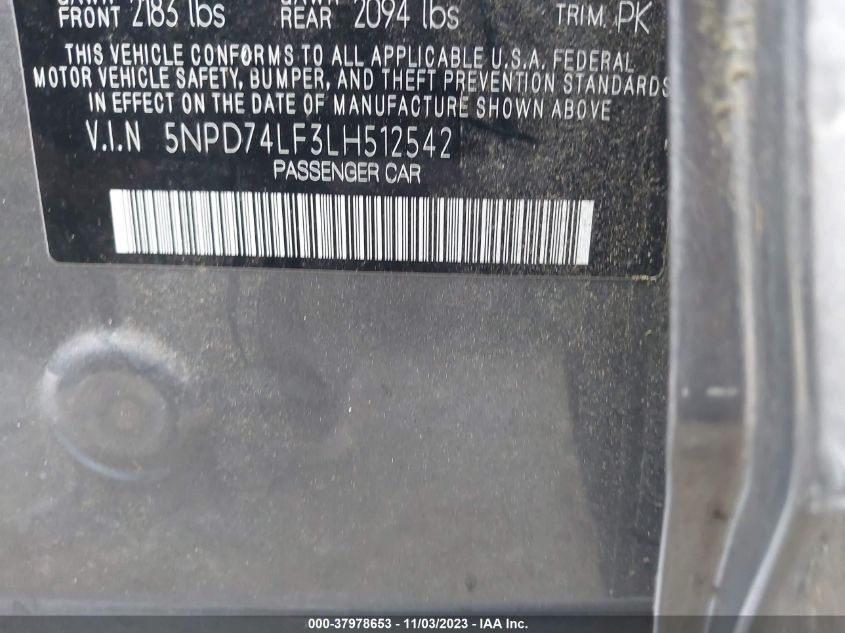 FRONT 2183 lbs REAR 2094 lbs TRIM. PK
THIS VEHICLE CONFORMS TO ALL APPLICABLE U.S.A. FEDERAL
MOTOR VEHICLE SAFETY, BUMPER, AND THEFT PREVENTION STANDARDS
IN EFFECT ON THE DATE OF MANUFACTURE SHOWN ABOVE
V.I.N 5NPD74LF3LH512542
PASSENGER CAR
000-37978653 - 11/03/2023 - IAA Inc.